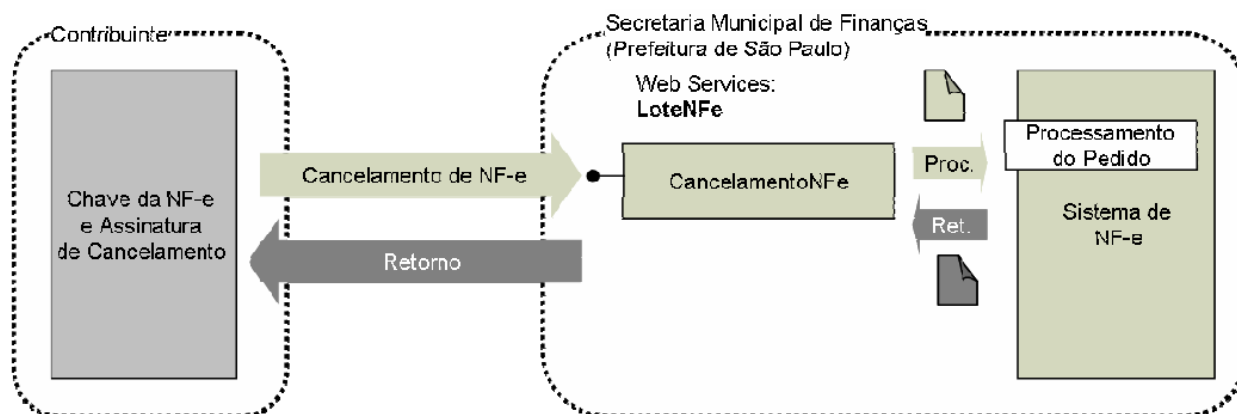 Contribuinte
Secretaria Municipal de Finanças
(Prefeitura de São Paulo)
Web Services:
LoteNFe
Chave da NF-e
e Assinatura
de Cancelamento
Cancelamento de NF-e
Retorno
CancelamentoNFe
Proc.
Ret.
Processamento
do Pedido
Sistema de
NF-e